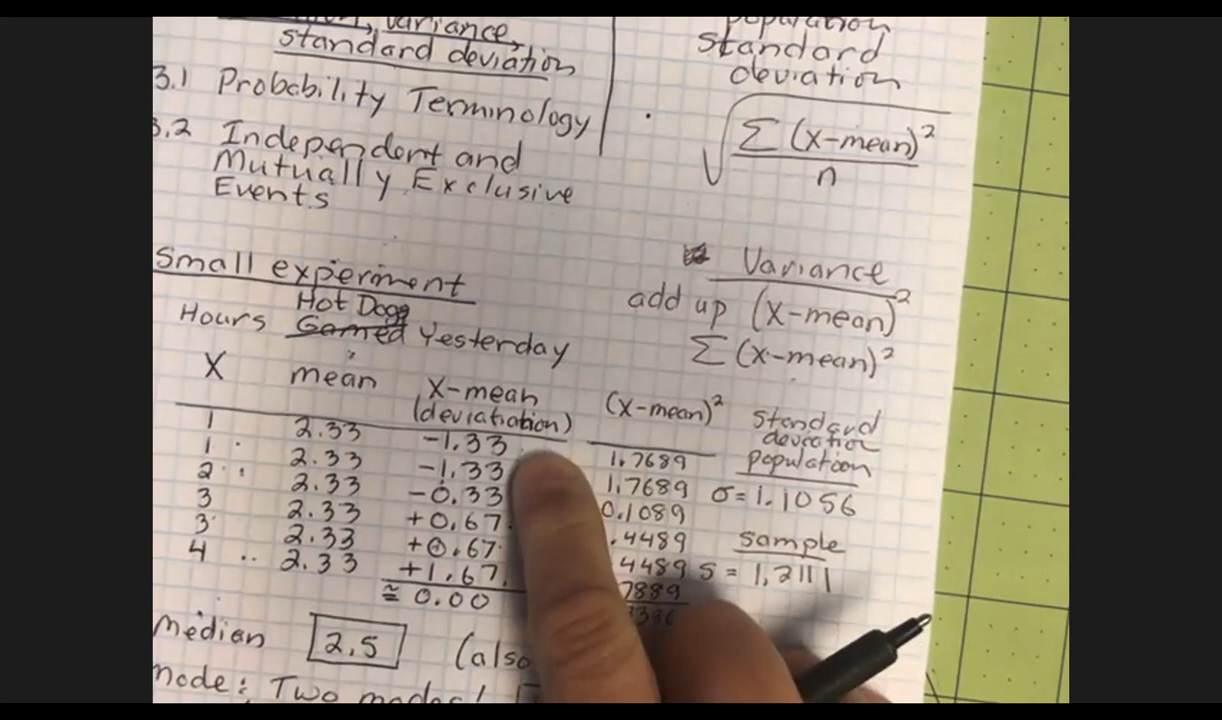 variance,
standard deviation
3.1 Probability Terminology
3.2 Independent and
Mutually Exclusive
Events
population
standard
deviation
√ Σ (x-mean)²
n
Small experiment
Hot Dogs
Hours Gamed Yesterday
Variance
add up (x-mean)²
Σ (x-mean)²
X mean X-mean (x-mean)² standard
(deviatiation) deviation
population
1 2.33 -1.33 1.7689
1 2.33 -1.33 1.7689 σ=1.1056
2 2.33 -0.33 0.1089
3 2.33 +0.67 .4489 sample
3 2.33 +0.67 .4489 s = 1.2111
4 2.33 +1.67 7889
≅ 0.00
median 2.5 (also
mode: Two modes!